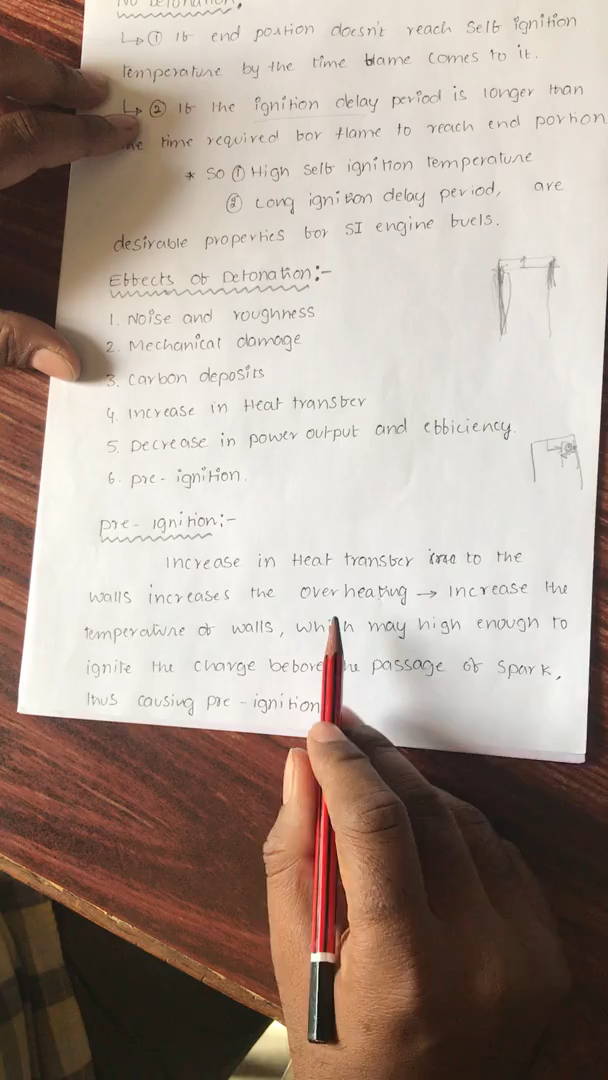 No Detonation:
↳ ① If end portion doesn't reach self ignition
temperature by the time flame comes to it.
↳ ② If the ignition delay period is longer than
time required for flame to reach end portion
* So ① High self ignition temperature
② Long ignition delay period, are
desirable properties for SI engine fuels.
Effects of Detonation:-
1. Noise and roughness
2. Mechanical damage
3. Carbon deposits
4. Increase in Heat transfer
5. Decrease in power output and efficiency.
6. pre-ignition.
pre-ignition:-
Increase in Heat transfer to the
walls increases the overheating → Increase the
temperature of walls, which may high enough to
ignite the charge before the passage of spark,
thus causing pre-ignition